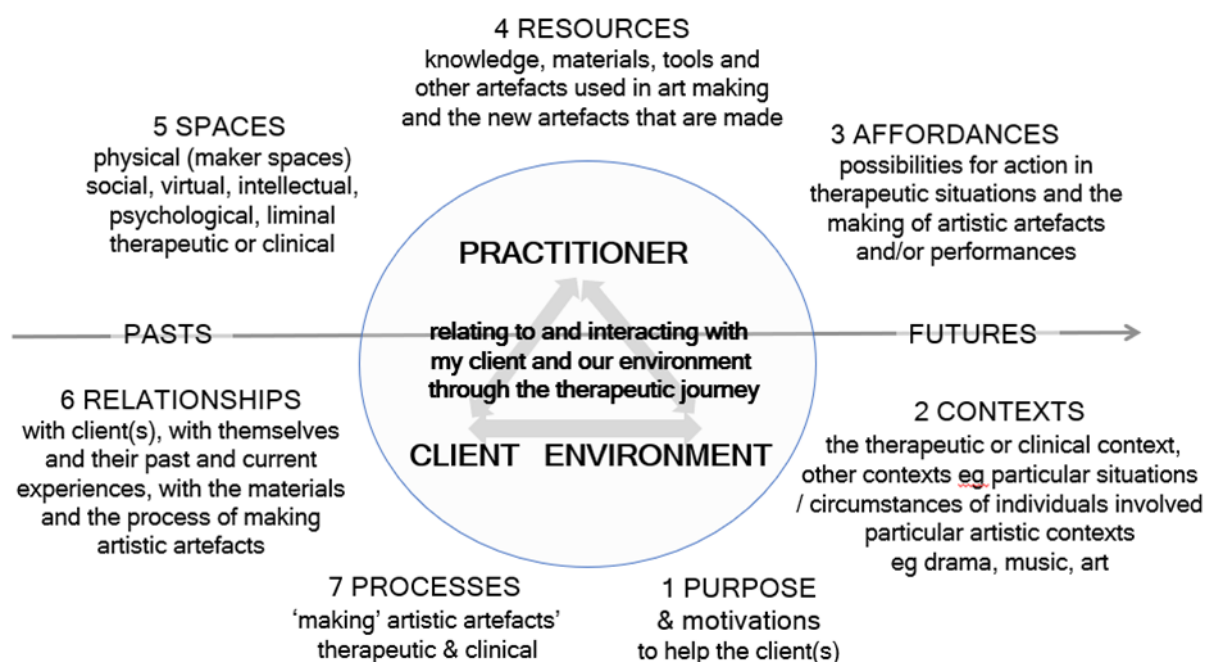 4 RESOURCES
knowledge, materials, tools and
other artefacts used in art making
and the new artefacts that are made
5 SPACES
physical (maker spaces)
social, virtual, intellectual,
psychological, liminal
therapeutic or clinical
3 AFFORDANCES
possibilities for action in
therapeutic situations and the
making of artistic artefacts
and/or performances
PRACTITIONER
PASTS
relating to and interacting with
my client and our environment
through the therapeutic journey
FUTURES
CLIENT ENVIRONMENT
6 RELATIONSHIPS
with client(s), with themselves
and their past and current
experiences, with the materials
and the process of making
artistic artefacts
2 CONTEXTS
the therapeutic or clinical context,
other contexts eg particular situations
/ circumstances of individuals involved
particular artistic contexts
eg drama, music, art
7 PROCESSES
‘making’ artistic artefacts’
therapeutic & clinical
1 PURPOSE
& motivations
to help the client(s)